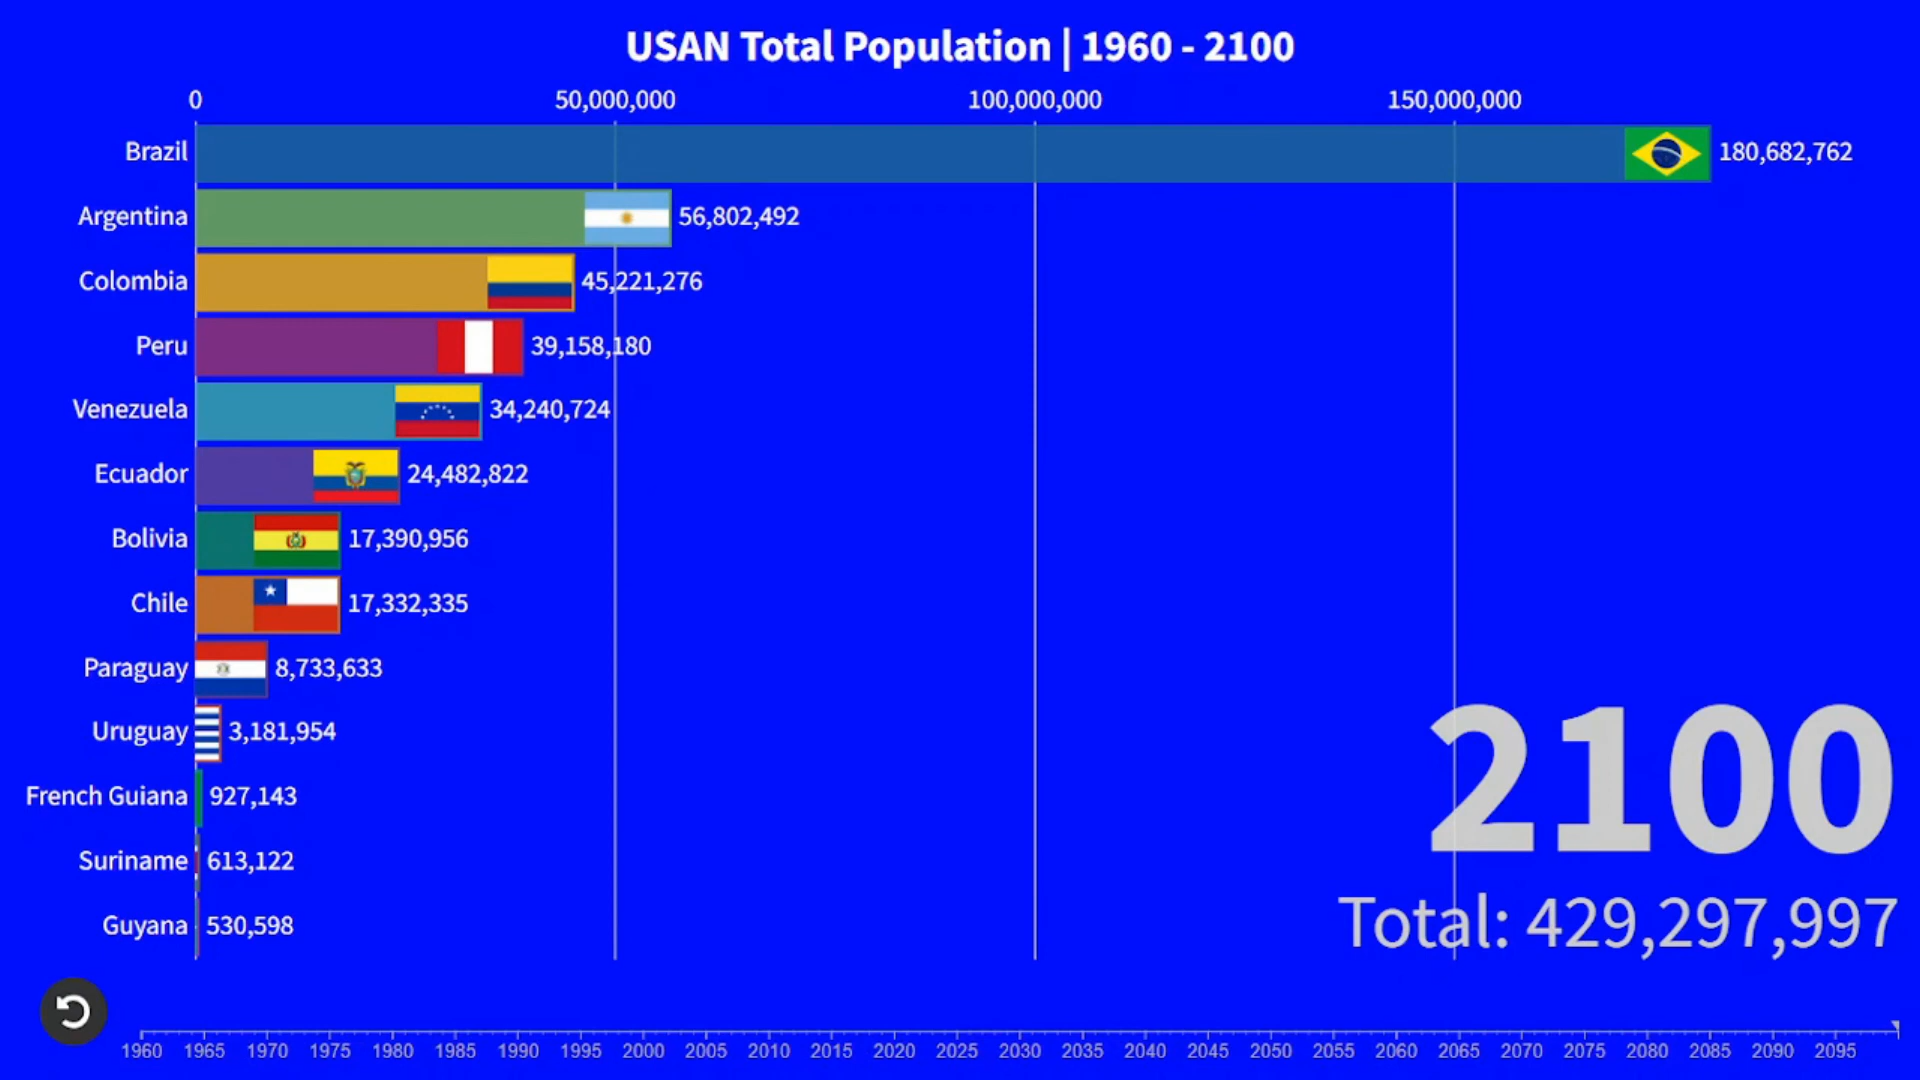 USAN Total Population | 1960 - 2100
0 50,000,000 100,000,000 150,000,000
Brazil 180,682,762
Argentina 56,802,492
Colombia 45,221,276
Peru 39,158,180
Venezuela 34,240,724
Ecuador 24,482,822
Bolivia 17,390,956
Chile 17,332,335
Paraguay 8,733,633
Uruguay 3,181,954
French Guiana 927,143
Suriname 613,122
Guyana 530,598
2100
Total: 429,297,997
1960 1965 1970 1975 1980 1985 1990 1995 2000 2005 2010 2015 2020 2025 2030 2035 2040 2045 2050 2055 2060 2065 2070 2075 2080 2085 2090 2095